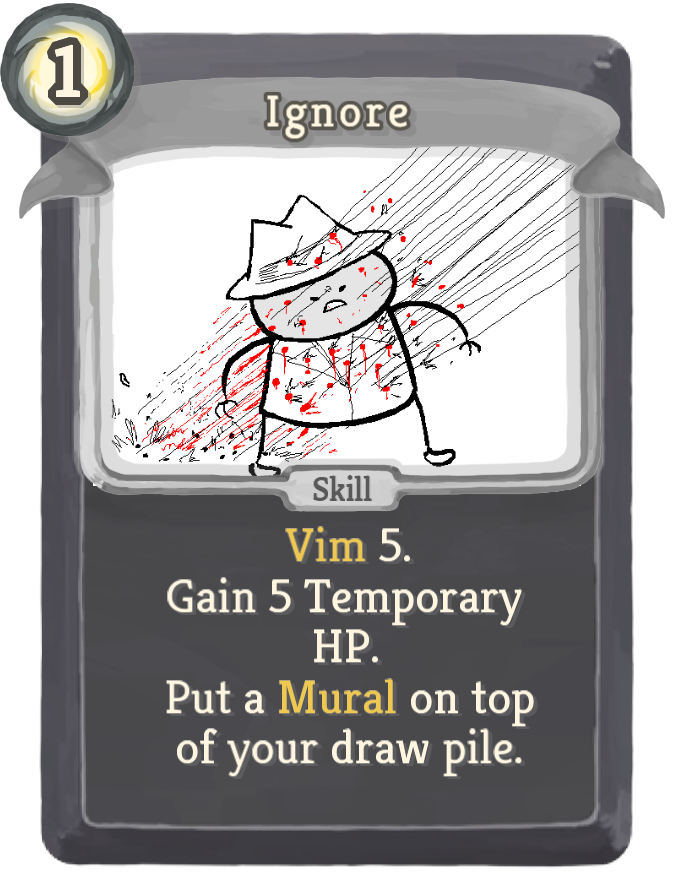 1
Ignore
Skill
Vim 5.
Gain 5 Temporary
HP.
Put a Mural on top
of your draw pile.